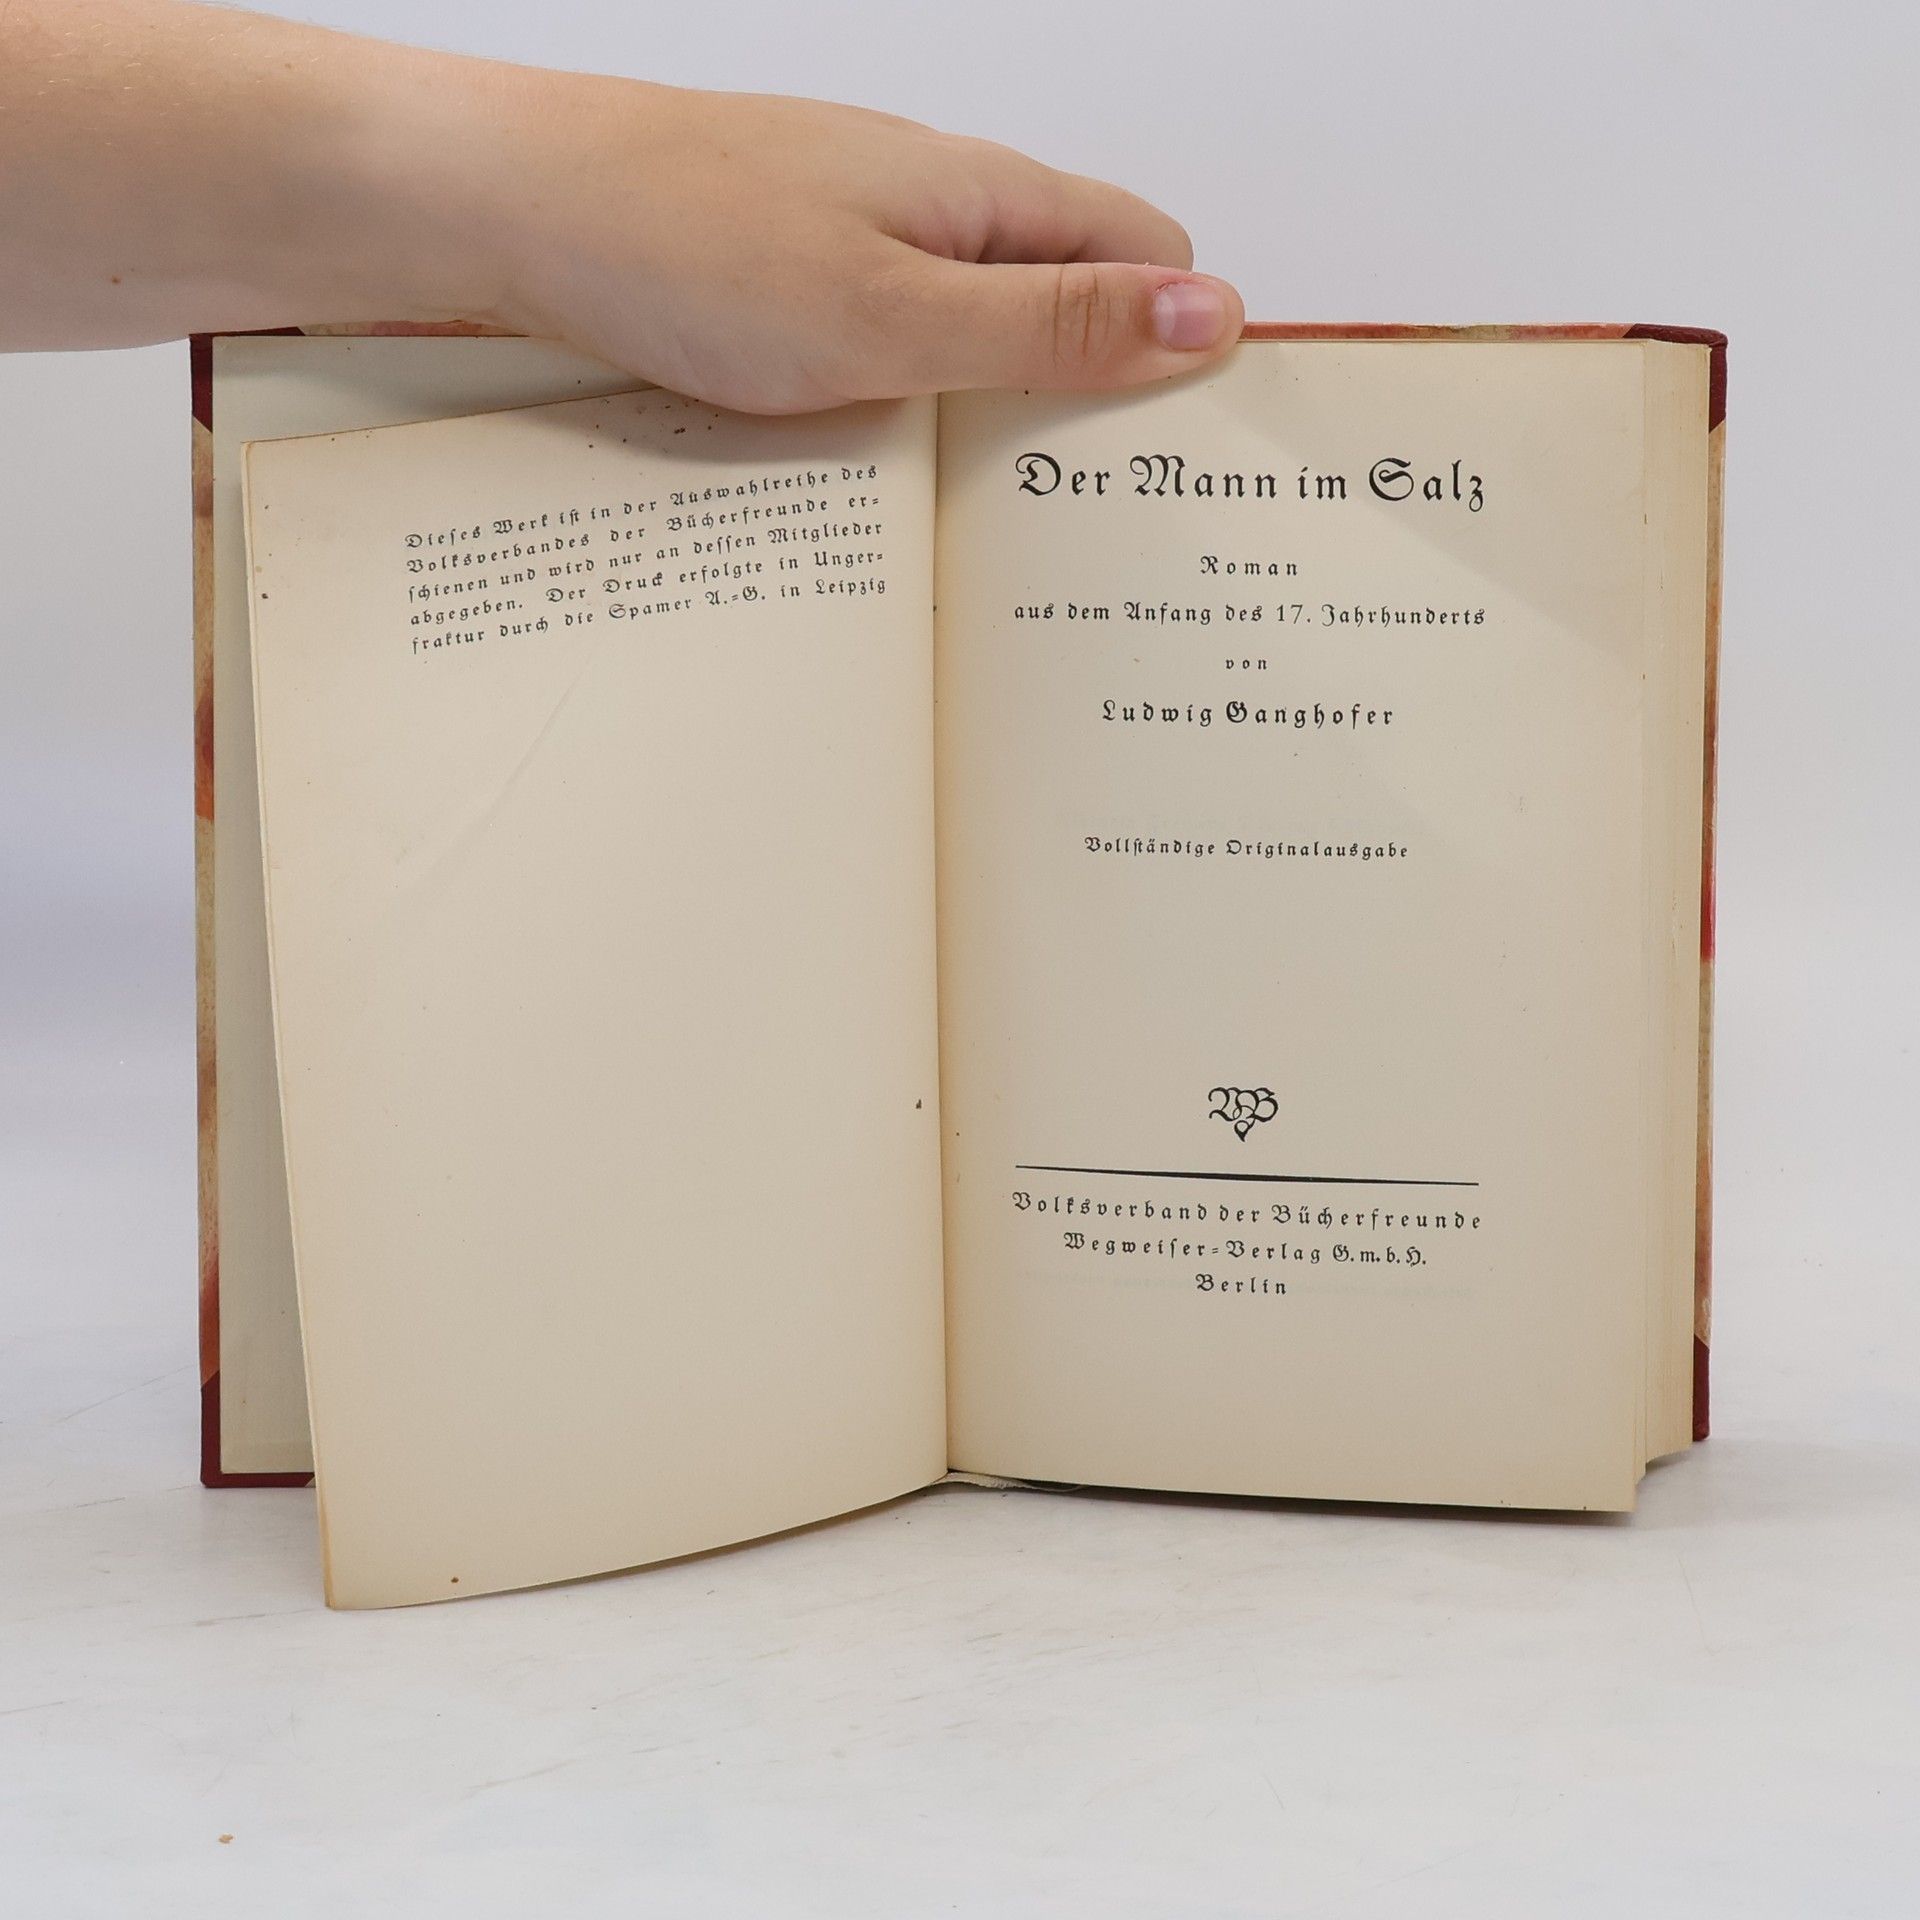 Dieſes Werk iſt in der Auswahlreihe des
Volksverbandes der Bücherfreunde er-
ſchienen und wird nur an deſſen Mitglieder
abgegeben. Der Druck erfolgte in Unger-
fraktur durch die Spamer A.-G. in Leipzig
Der Mann im Salz
Roman
aus dem Anfang des 17. Jahrhunderts
von
Ludwig Ganghofer
Vollſtändige Originalausgabe
VB
Volksverband der Bücherfreunde
Wegweiſer-Verlag G.m.b.H.
Berlin